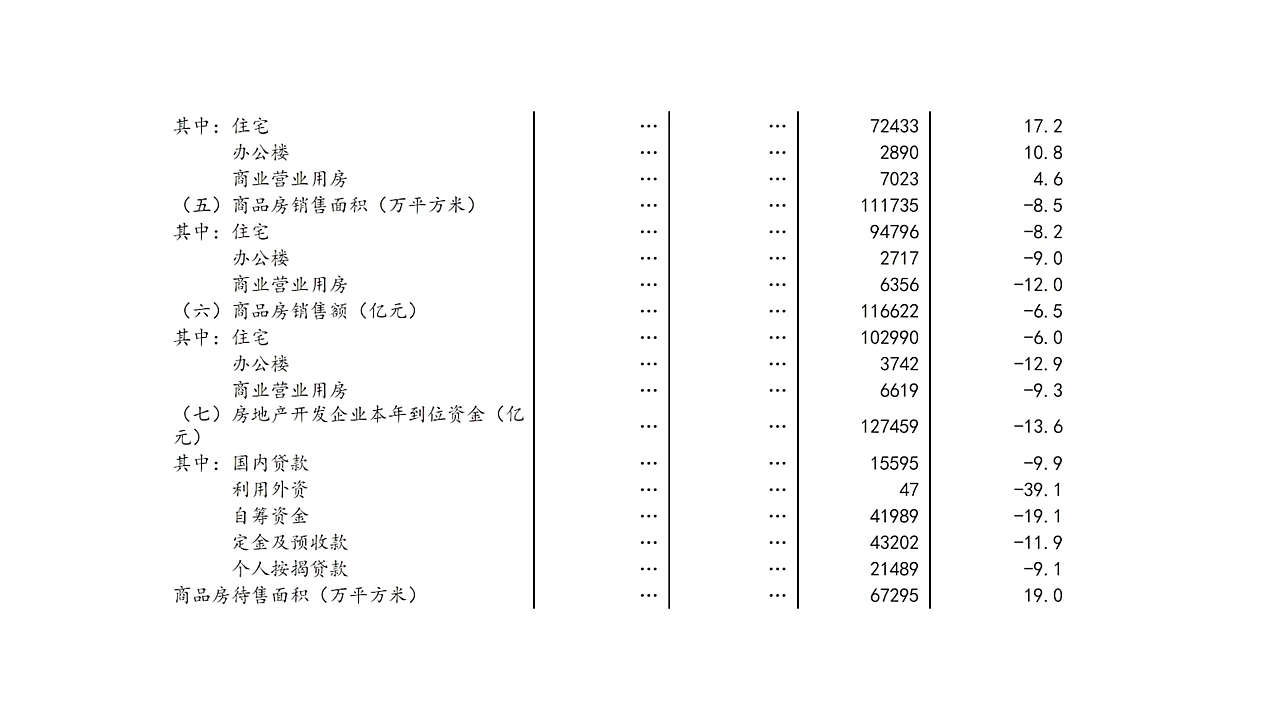 其中：住宅 … … 72433 17.2
办公楼 … … 2890 10.8
商业营业用房 … … 7023 4.6
（五）商品房销售面积（万平方米） … … 111735 -8.5
其中：住宅 … … 94796 -8.2
办公楼 … … 2717 -9.0
商业营业用房 … … 6356 -12.0
（六）商品房销售额（亿元） … … 116622 -6.5
其中：住宅 … … 102990 -6.0
办公楼 … … 3742 -12.9
商业营业用房 … … 6619 -9.3
（七）房地产开发企业本年到位资金（亿
元） … … 127459 -13.6
其中：国内贷款 … … 15595 -9.9
利用外资 … … 47 -39.1
自筹资金 … … 41989 -19.1
定金及预收款 … … 43202 -11.9
个人按揭贷款 … … 21489 -9.1
商品房待售面积（万平方米） … … 67295 19.0